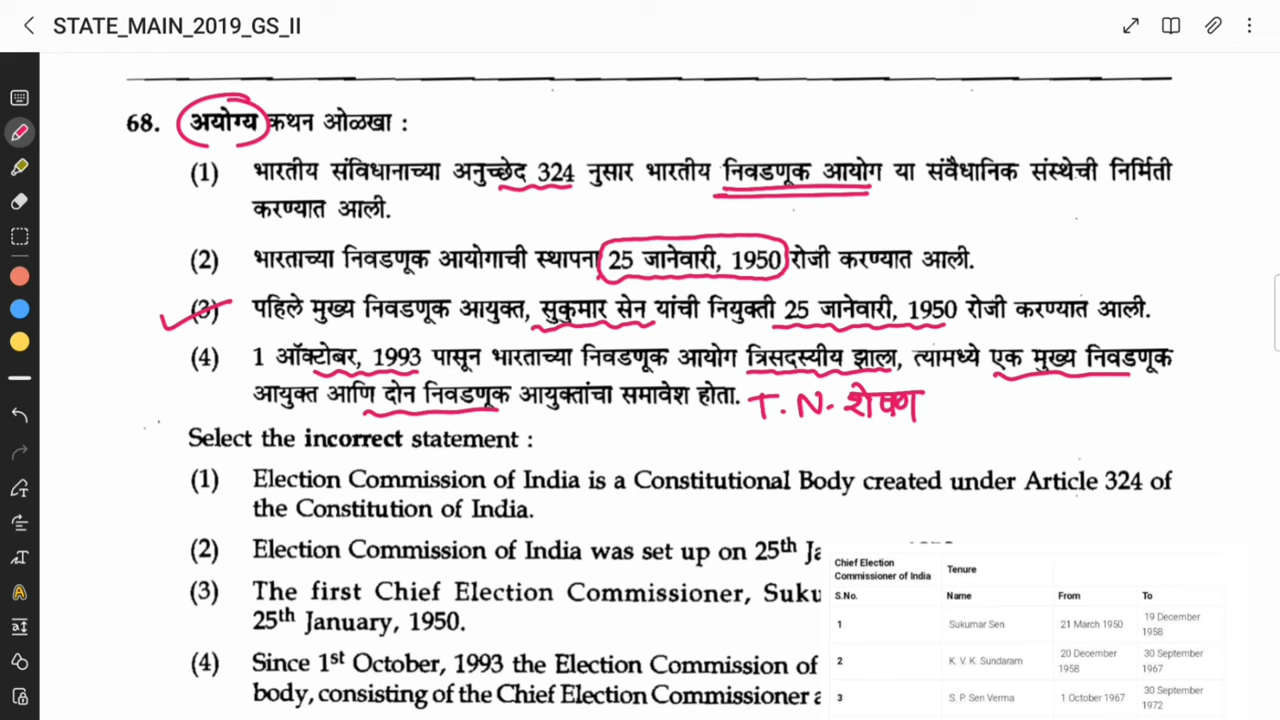 STATE_MAIN_2019_GS_II
68. अयोग्य कथन ओळखा :
(1) भारतीय संविधानाच्या अनुच्छेद 324 नुसार भारतीय निवडणूक आयोग या संवैधानिक संस्थेची निर्मिती
करण्यात आली.
(2) भारताच्या निवडणूक आयोगाची स्थापना 25 जानेवारी, 1950 रोजी करण्यात आली.
(3) पहिले मुख्य निवडणूक आयुक्त, सुकुमार सेन यांची नियुक्ती 25 जानेवारी, 1950 रोजी करण्यात आली.
(4) 1 ऑक्टोबर, 1993 पासून भारताच्या निवडणूक आयोग त्रिसदस्यीय झाला, त्यामध्ये एक मुख्य निवडणूक
आयुक्त आणि दोन निवडणूक आयुक्तांचा समावेश होता. T. N. शेषण
Select the incorrect statement :
(1) Election Commission of India is a Constitutional Body created under Article 324 of
the Constitution of India.
(2) Election Commission of India was set up on 25th
(3) The first Chief Election Commissioner,
25th January, 1950.
(4) Since 1st October, 1993 the Election Commission of
body, consisting of the Chief Election Commissioner
Chief Election
Commissioner of India Tenure
S.No. Name From To
1 Sukumar Sen 21 March 1950 19 December
1958
2 K. V. K. Sundaram 20 December
1958 30 September
1967
3 S. P. Sen Verma 1 October 1967 30 September
1972